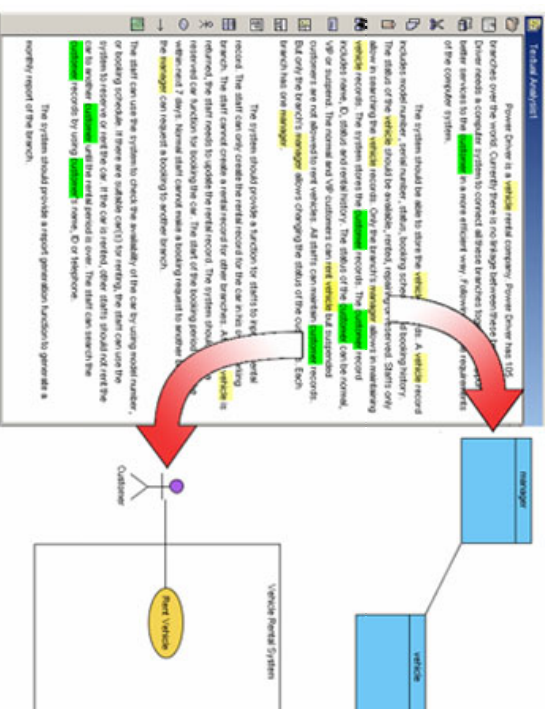 Textual Analysis1
Power Driver is a vehicle rental company. Power Driver has 105
branches over the world. Currently there is no linkage between these
Driver needs a computer system to connect all these branches
better services to the customer in a more efficient way. Following requirements
of the computer system.
The system should be able to store the vehicle A vehicle record
includes model number, serial number, status, booking booking history.
The status of the vehicle should be available, rented, repairing or reserved. Staffs only
allow in searching the vehicle records. Only the branch's manager allows in maintaining
vehicle records. The system stores the customer records. The customer record
includes name, ID, status and rental history. The status of the customer can be normal,
VIP or suspend. The normal and VIP customers can rent vehicle but suspended
customers are not allowed to rent vehicles. All staffs can maintain customer records.
But only the branch's manager allows changing the status of the Each
branch has one manager.
The system should provide a function for staffs to rental
record. The staff can only create the rental record for the car in his
branch. The staff cannot create a rental record for other branches. vehicle is
returned, the staff needs to update the rental record. The system
reserved car function for booking the car. The start of the booking period
within next 7 days. Normal staff cannot make a booking request to another
the manager can request a booking to another branch.
The staff can use the system to check the availability of the car by using model number,
or booking schedule. If there are suitable car(s) for renting, the staff can use the
system to reserve or rent the car. If the car is rented, other staffs should not rent the
car to another customer until the rental period is over. The staff can search the
customer records by using customer's name, ID or telephone.
The system should provide a report generation function to generate a
monthly report of the branch.
manager
vehicle
Customer
Vehicle Rental System
Rent Vehicle